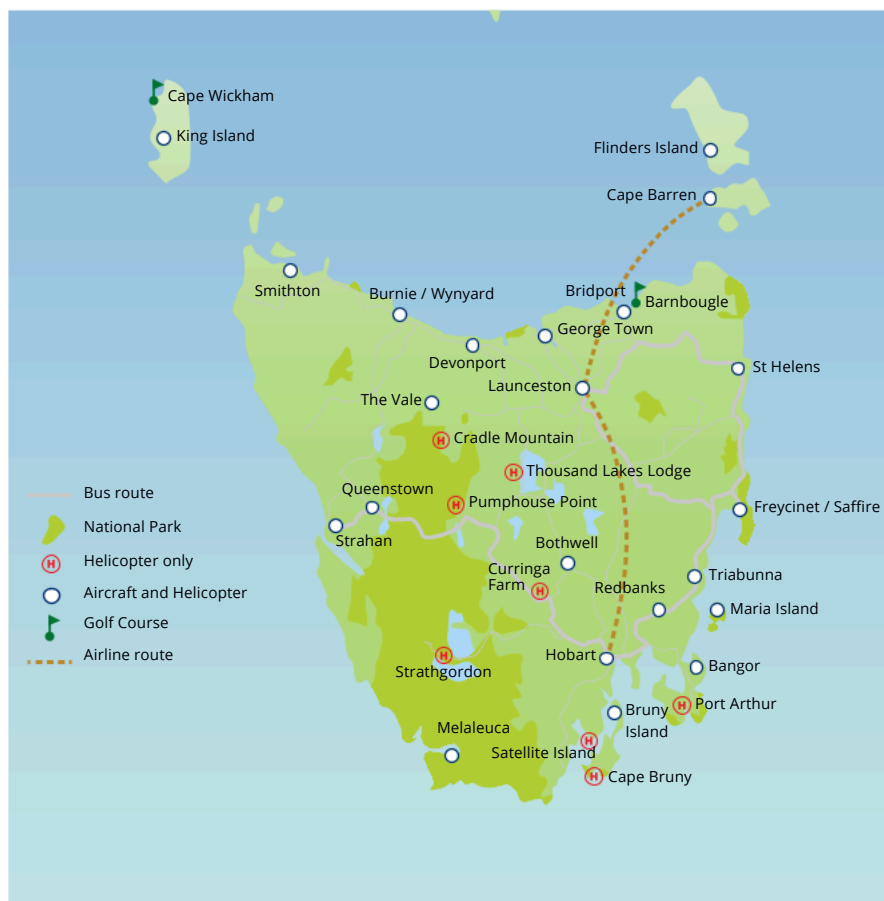 Cape Wickham
King Island
Flinders Island
Cape Barren
Smithton
Burnie / Wynyard
Bridport
Barnbougle
George Town
Devonport
St Helens
Launceston
The Vale
H Cradle Mountain
H Thousand Lakes Lodge
Bus route
Queenstown
H Pumphouse Point
Freycinet / Saffire
National Park
Strahan
Bothwell
H Helicopter only
Curringa
Farm
H
Triabunna
Aircraft and Helicopter
Redbanks
Maria Island
Golf Course
Airline route
H
Strathgordon
Hobart
Bangor
H Port Arthur
Bruny
Island
Melaleuca
Satellite Island
H
H Cape Bruny